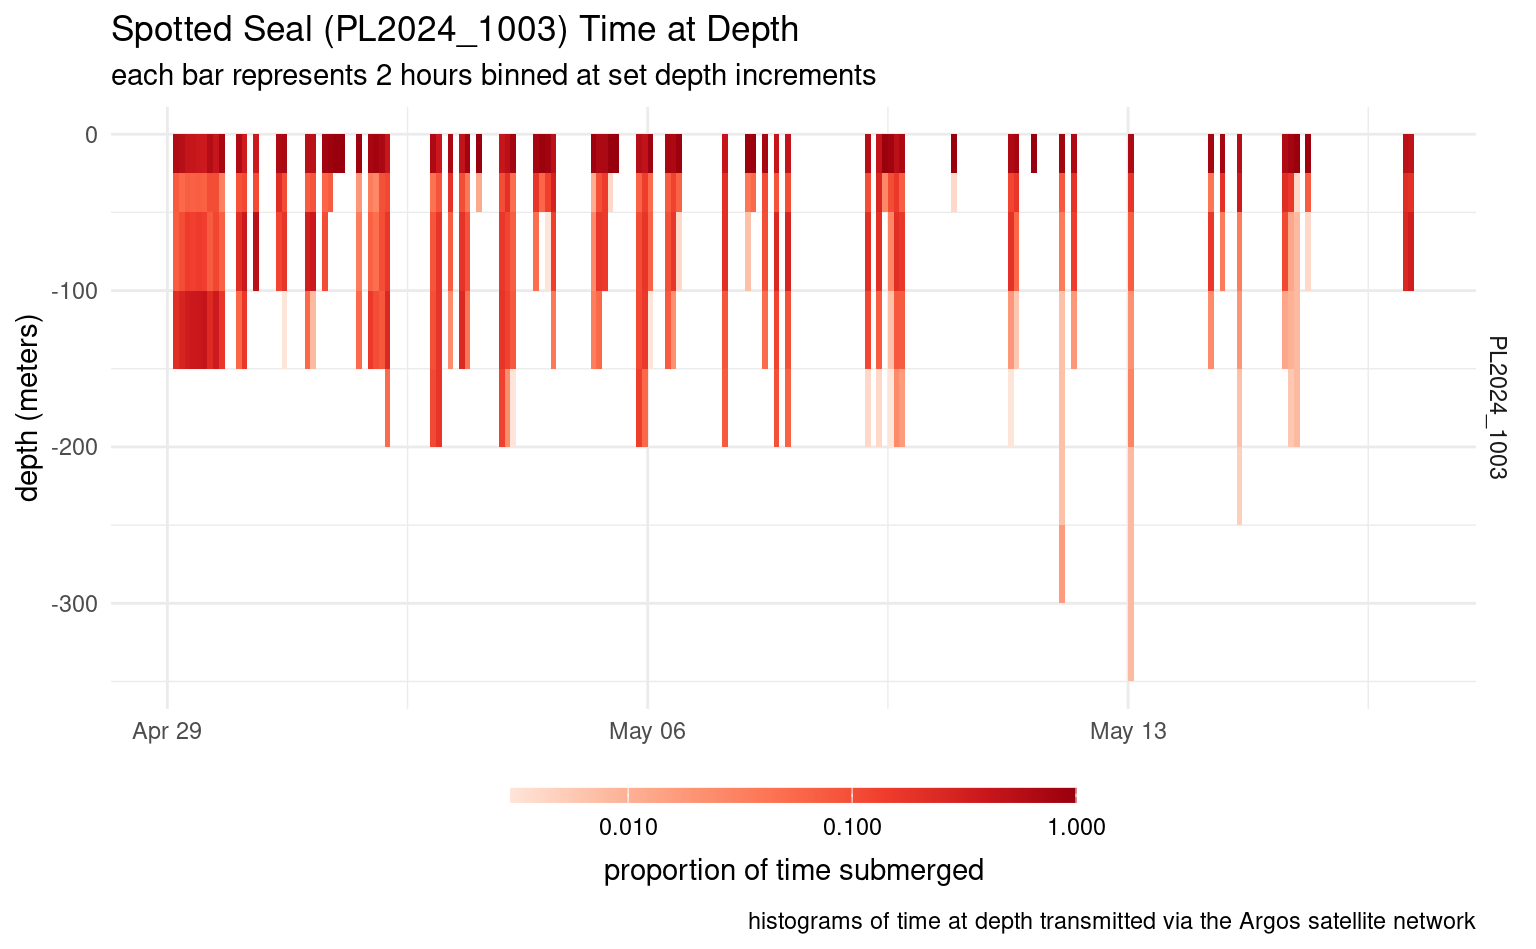 Spotted Seal (PL2024_1003) Time at Depth
each bar represents 2 hours binned at set depth increments
depth (meters)
0
-100
-200
-300
PL2024_1003
Apr 29
May 06
May 13
0.010
0.100
1.000
proportion of time submerged
histograms of time at depth transmitted via the Argos satellite network